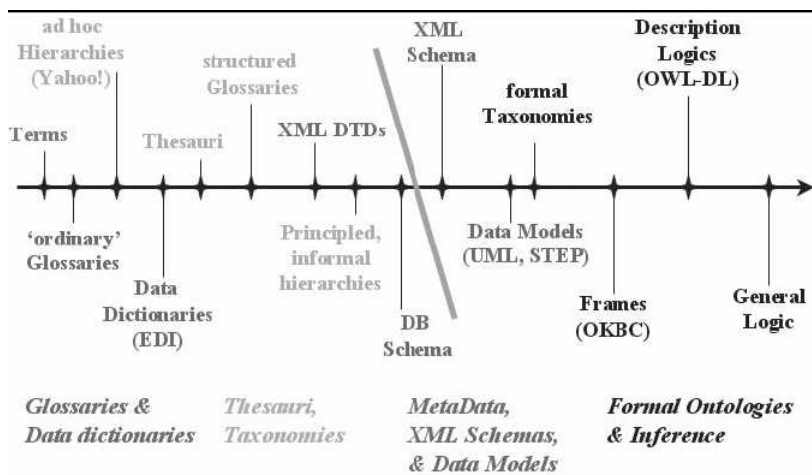 ad hoc
Hierarchies
(Yahoo!)
structured
Glossaries
XML
Schema
formal
Taxonomies
Description
Logics
(OWL-DL)
Terms
Thesauri
XML DTDs
‘ordinary’
Glossaries
Data
Dictionaries
(EDI)
Principled,
informal
hierarchies
DB
Schema
Data Models
(UML, STEP)
Frames
(OKBC)
General
Logic
Glossaries &
Data dictionaries
Thesauri,
Taxonomies
MetaData,
XML Schemas,
& Data Models
Formal Ontologies
& Inference